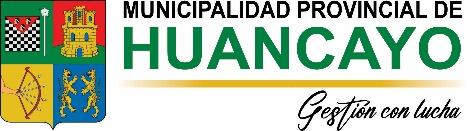 MUNICIPALIDAD PROVINCIAL DE
HUANCAYO
Gestión con lucha